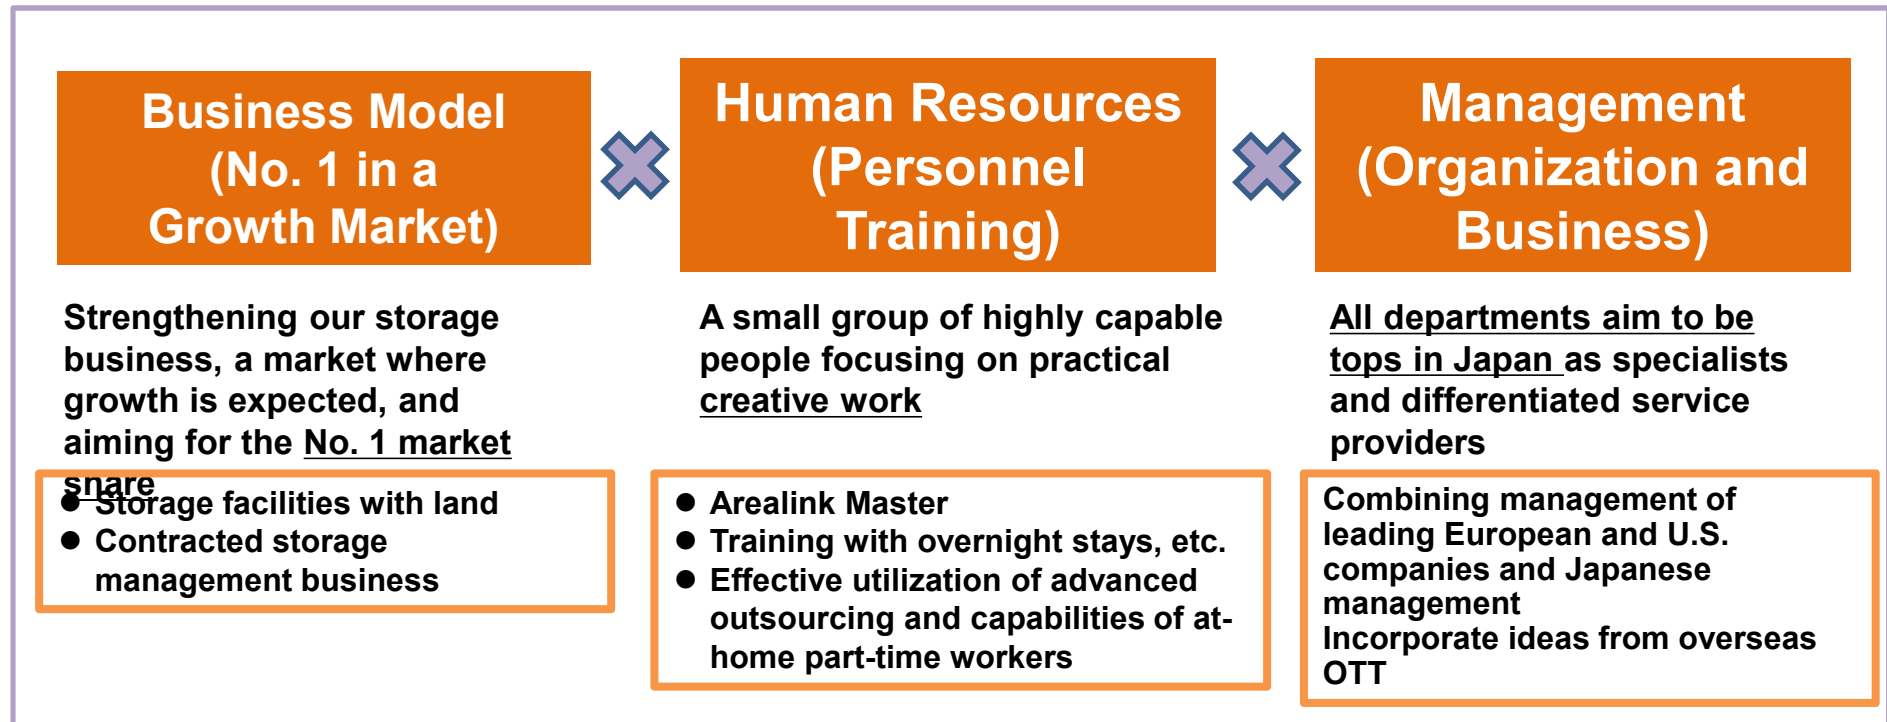 Business Model
(No. 1 in a
Growth Market)
Human Resources
(Personnel
Training)
Management
(Organization and
Business)
Strengthening our storage
business, a market where
growth is expected, and
aiming for the No. 1 market
share
● Storage facilities with land
● Contracted storage
management business
A small group of highly capable
people focusing on practical
creative work
● Arealink Master
● Training with overnight stays, etc.
● Effective utilization of advanced
outsourcing and capabilities of at-
home part-time workers
All departments aim to be
tops in Japan as specialists
and differentiated service
providers
Combining management of
leading European and U.S.
companies and Japanese
management
Incorporate ideas from overseas
OTT